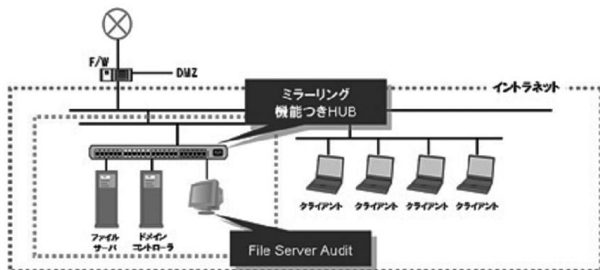 F/W
DMZ
イントラネット
ミラーリング
機能つきHUB
クライアント
クライアント
クライアント
クライアント
ファイル
サーバ
ドメイン
コントローラ
File Server Audit